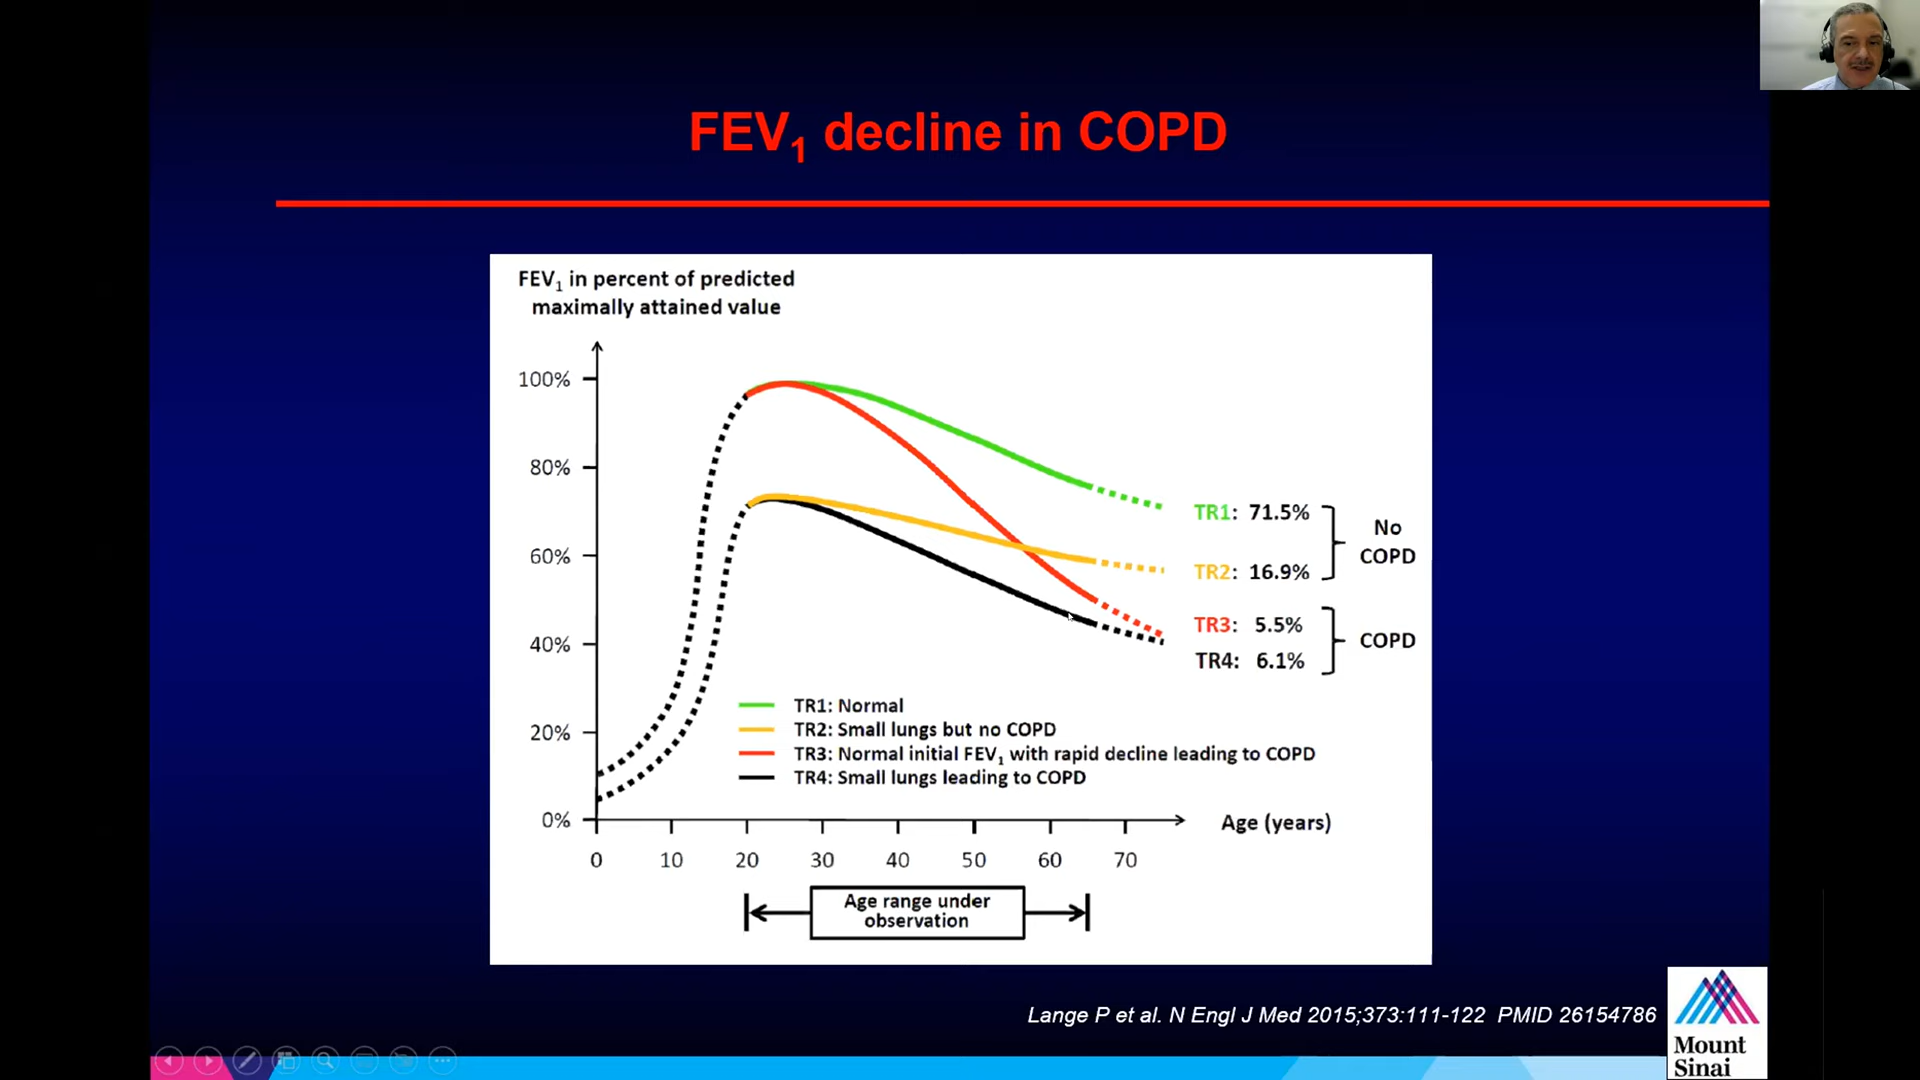 FEV1 decline in COPD
FEV1 in percent of predicted
maximally attained value
100%
80%
60%
40%
20%
0%
TR1: 71.5%
TR2: 16.9%
No
COPD
TR3: 5.5%
TR4: 6.1%
COPD
TR1: Normal
TR2: Small lungs but no COPD
TR3: Normal initial FEV1 with rapid decline leading to COPD
TR4: Small lungs leading to COPD
Age (years)
0 10 20 30 40 50 60 70
Age range under
observation
Lange P et al. N Engl J Med 2015;373:111-122 PMID 26154786
Mount
Sinai